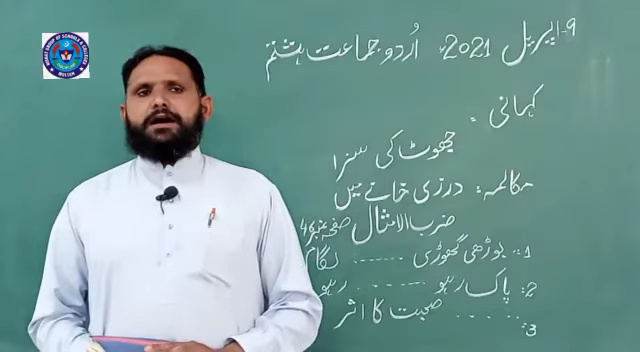 9-اپریل 2021ء اُردو جماعت ہشتم
کہانی:
جھوٹ کی سزا
مکالمہ: درزی خانے میں
ضرب الامثال صفحہ نمبر 46
1: بوڑھی گھوڑی ...... لگام
2: پاک رہو ...... رہو
3: ...... صحبت کا اثر
MULTAN